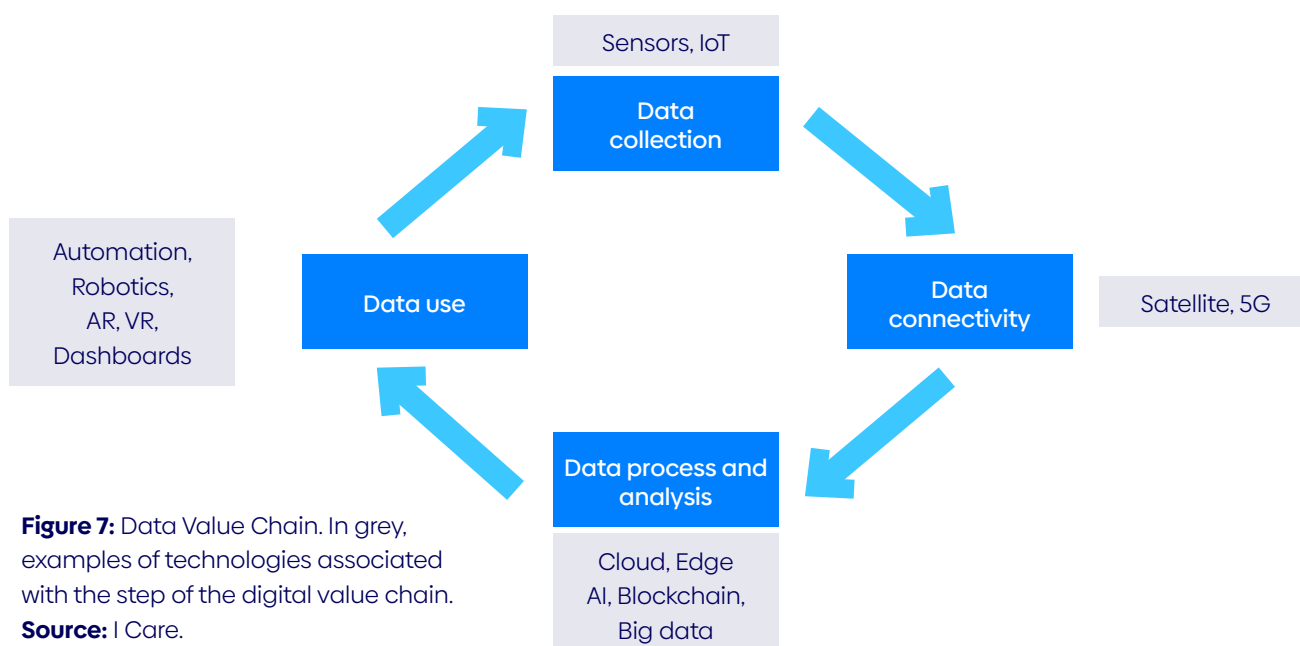 Sensors, IoT
Data
collection
Automation,
Robotics,
AR, VR,
Dashboards
Data use
Data
connectivity
Satellite, 5G
Data process and
analysis
Cloud, Edge
AI, Blockchain,
Big data
Figure 7: Data Value Chain. In grey,
examples of technologies associated
with the step of the digital value chain.
Source: I Care.